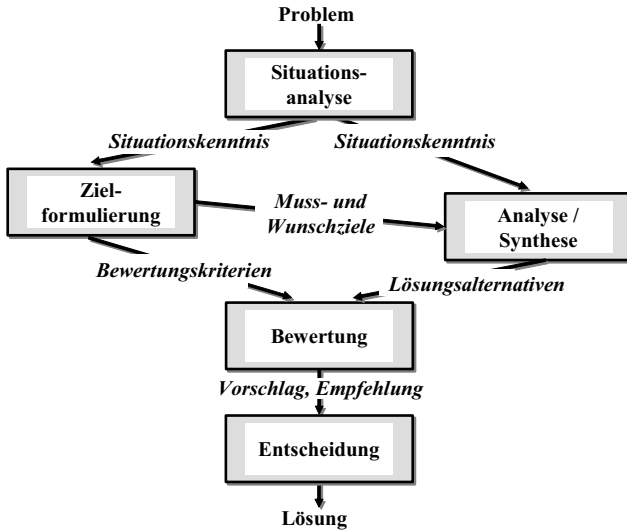 Problem
Situations-
analyse
Situationskenntnis
Situationskenntnis
Ziel-
formulierung
Muss- und
Wunschziele
Analyse /
Synthese
Bewertungskriterien
Lösungsalternativen
Bewertung
Vorschlag, Empfehlung
Entscheidung
Lösung